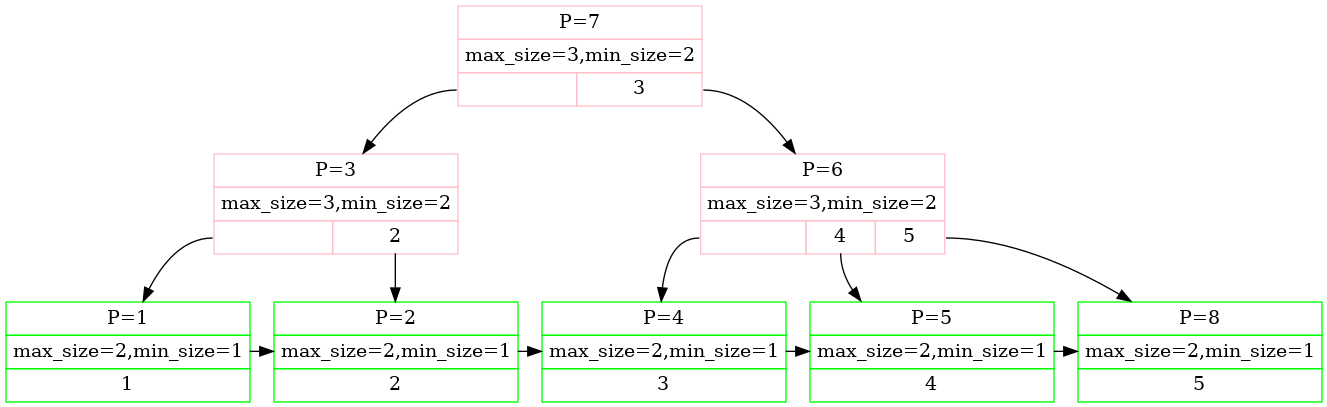 P=7
max_size=3,min_size=2
3
P=3
max_size=3,min_size=2
2
P=6
max_size=3,min_size=2
4 5
P=1
max_size=2,min_size=1
1
P=2
max_size=2,min_size=1
2
P=4
max_size=2,min_size=1
3
P=5
max_size=2,min_size=1
4
P=8
max_size=2,min_size=1
5